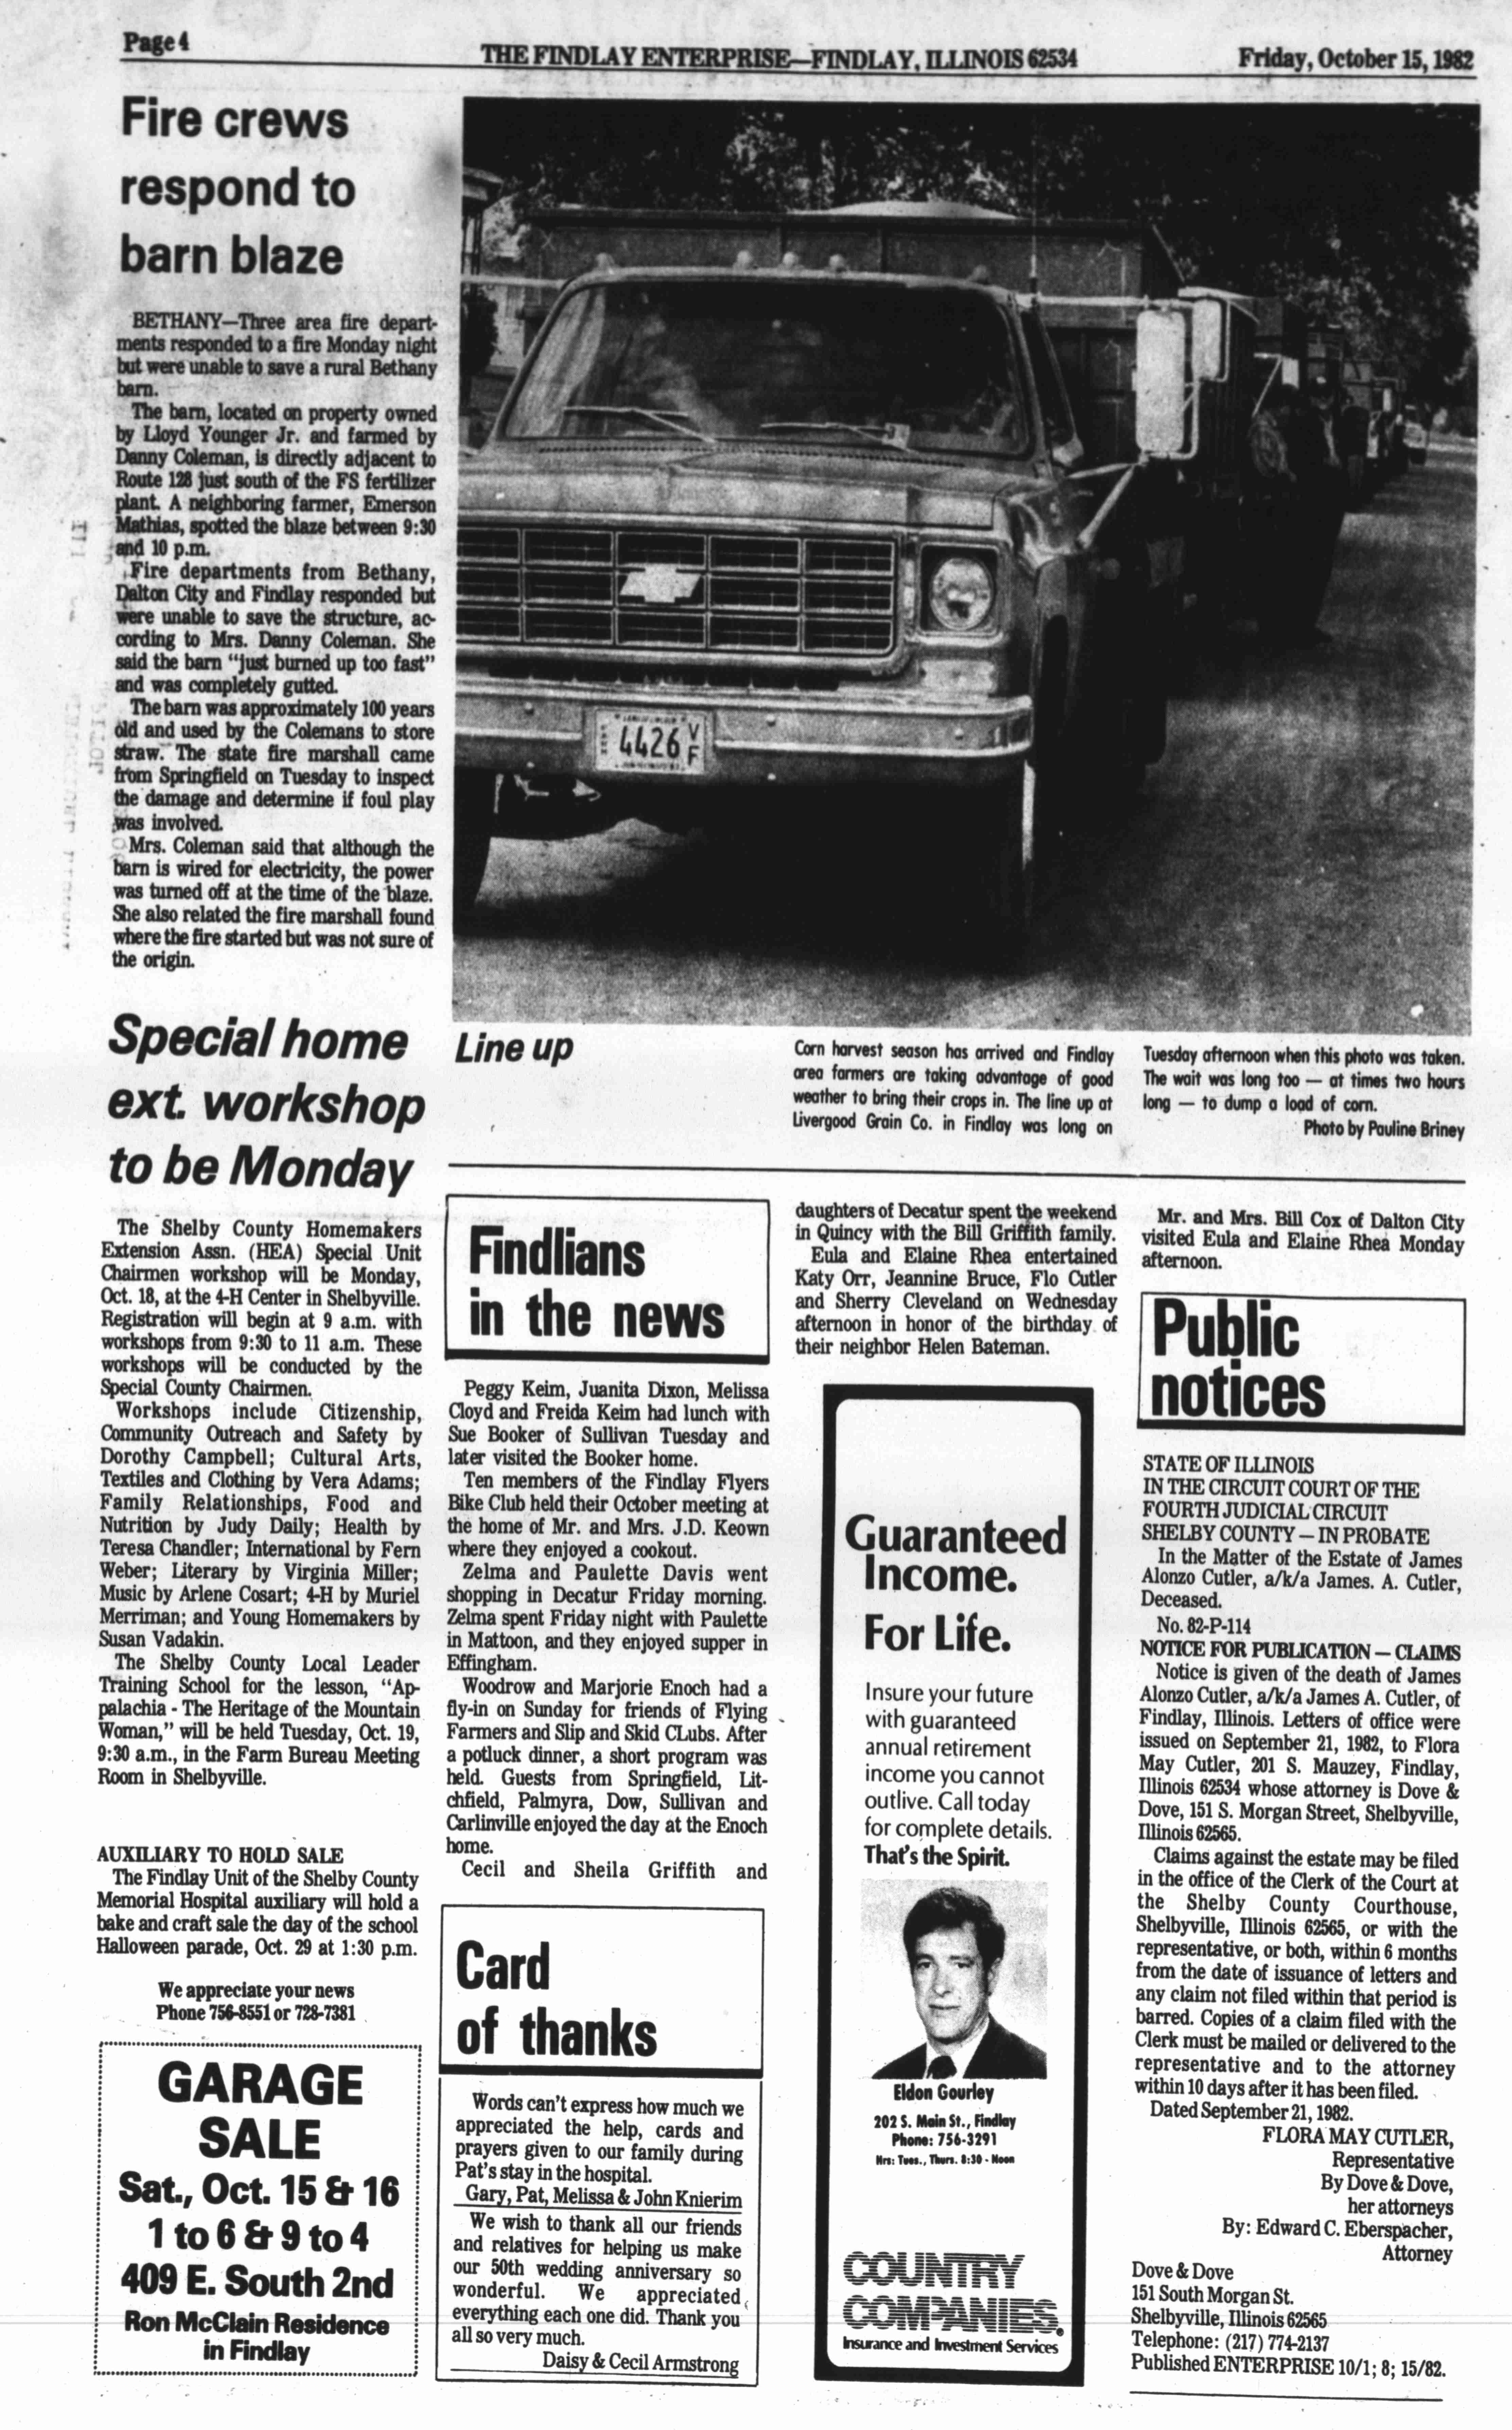 Page 4
THE FINDLAY ENTERPRISE—FINDLAY, ILLINOIS 62534
Friday, October 15, 1982
Fire crews
respond to
barn blaze
BETHANY—Three area fire depart-
ments responded to a fire Monday night
but were unable to save a rural Bethany
barn.
The barn, located on property owned
by Lloyd Younger Jr. and farmed by
Danny Coleman, is directly adjacent to
Route 128 just south of the FS fertilizer
plant. A neighboring farmer, Emerson
Mathias, spotted the blaze between 9:30
and 10 p.m.
Fire departments from Bethany,
Dalton City and Findlay responded but
were unable to save the structure, ac-
cording to Mrs. Danny Coleman. She
said the barn "just burned up too fast"
and was completely gutted.
The barn was approximately 100 years
old and used by the Colemans to store
straw. The state fire marshall came
from Springfield on Tuesday to inspect
the damage and determine if foul play
was involved.
Mrs. Coleman said that although the
barn is wired for electricity, the power
was turned off at the time of the blaze.
She also related the fire marshall found
where the fire started but was not sure of
the origin.
4426 VF
Line up
Corn harvest season has arrived and Findlay
area farmers are taking advantage of good
weather to bring their crops in. The line up at
Livergood Grain Co. in Findlay was long on
Tuesday afternoon when this photo was taken.
The wait was long too — at times two hours
long — to dump a load of corn.
Photo by Pauline Briney
Special home
ext. workshop
to be Monday
The Shelby County Homemakers
Extension Assn. (HEA) Special Unit
Chairmen workshop will be Monday,
Oct. 18, at the 4-H Center in Shelbyville.
Registration will begin at 9 a.m. with
workshops from 9:30 to 11 a.m. These
workshops will be conducted by the
Special County Chairmen.
Workshops include Citizenship,
Community Outreach and Safety by
Dorothy Campbell; Cultural Arts,
Textiles and Clothing by Vera Adams;
Family Relationships, Food and
Nutrition by Judy Daily; Health by
Teresa Chandler; International by Fern
Weber; Literary by Virginia Miller;
Music by Arlene Cosart; 4-H by Muriel
Merriman; and Young Homemakers by
Susan Vadakin.
The Shelby County Local Leader
Training School for the lesson, "Ap-
palachia - The Heritage of the Mountain
Woman," will be held Tuesday, Oct. 19,
9:30 a.m., in the Farm Bureau Meeting
Room in Shelbyville.
AUXILIARY TO HOLD SALE
The Findlay Unit of the Shelby County
Memorial Hospital auxiliary will hold a
bake and craft sale the day of the school
Halloween parade, Oct. 29 at 1:30 p.m.
We appreciate your news
Phone 756-8551 or 728-7381
GARAGE
SALE
Sat., Oct. 15 & 16
1 to 6 & 9 to 4
409 E. South 2nd
Ron McClain Residence
in Findlay
Findlians
in the news
Peggy Keim, Juanita Dixon, Melissa
Cloyd and Freida Keim had lunch with
Sue Booker of Sullivan Tuesday and
later visited the Booker home.
Ten members of the Findlay Flyers
Bike Club held their October meeting at
the home of Mr. and Mrs. J.D. Keown
where they enjoyed a cookout.
Zelma and Paulette Davis went
shopping in Decatur Friday morning.
Zelma spent Friday night with Paulette
in Mattoon, and they enjoyed supper in
Effingham.
Woodrow and Marjorie Enoch had a
fly-in on Sunday for friends of Flying
Farmers and Slip and Skid CLubs. After
a potluck dinner, a short program was
held. Guests from Springfield, Lit-
chfield, Palmyra, Dow, Sullivan and
Carlinville enjoyed the day at the Enoch
home.
Cecil and Sheila Griffith and
daughters of Decatur spent the weekend
in Quincy with the Bill Griffith family.
Eula and Elaine Rhea entertained
Katy Orr, Jeannine Bruce, Flo Cutler
and Sherry Cleveland on Wednesday
afternoon in honor of the birthday of
their neighbor Helen Bateman.
Mr. and Mrs. Bill Cox of Dalton City
visited Eula and Elaine Rhea Monday
afternoon.
Card
of thanks
Words can't express how much we
appreciated the help, cards and
prayers given to our family during
Pat's stay in the hospital.
Gary, Pat, Melissa & John Knierim
We wish to thank all our friends
and relatives for helping us make
our 50th wedding anniversary so
wonderful. We appreciated
everything each one did. Thank you
all so very much.
Daisy & Cecil Armstrong
Guaranteed
Income.
For Life.
Insure your future
with guaranteed
annual retirement
income you cannot
outlive. Call today
for complete details.
That's the Spirit.
Eldon Gourley
202 S. Main St., Findlay
Phone: 756-3291
Hrs: Tues., Thurs. 8:30 - Noon
COUNTRY
COMPANIES®
Insurance and Investment Services
Public
notices
STATE OF ILLINOIS
IN THE CIRCUIT COURT OF THE
FOURTH JUDICIAL CIRCUIT
SHELBY COUNTY — IN PROBATE
In the Matter of the Estate of James
Alonzo Cutler, a/k/a James. A. Cutler,
Deceased.
No. 82-P-114
NOTICE FOR PUBLICATION — CLAIMS
Notice is given of the death of James
Alonzo Cutler, a/k/a James A. Cutler, of
Findlay, Illinois. Letters of office were
issued on September 21, 1982, to Flora
May Cutler, 201 S. Mauzey, Findlay,
Illinois 62534 whose attorney is Dove &
Dove, 151 S. Morgan Street, Shelbyville,
Illinois 62565.
Claims against the estate may be filed
in the office of the Clerk of the Court at
the Shelby County Courthouse,
Shelbyville, Illinois 62565, or with the
representative, or both, within 6 months
from the date of issuance of letters and
any claim not filed within that period is
barred. Copies of a claim filed with the
Clerk must be mailed or delivered to the
representative and to the attorney
within 10 days after it has been filed.
Dated September 21, 1982.
FLORA MAY CUTLER,
Representative
By Dove & Dove,
her attorneys
By: Edward C. Eberspacher,
Attorney
Dove & Dove
151 South Morgan St.
Shelbyville, Illinois 62565
Telephone: (217) 774-2137
Published ENTERPRISE 10/1; 8; 15/82.